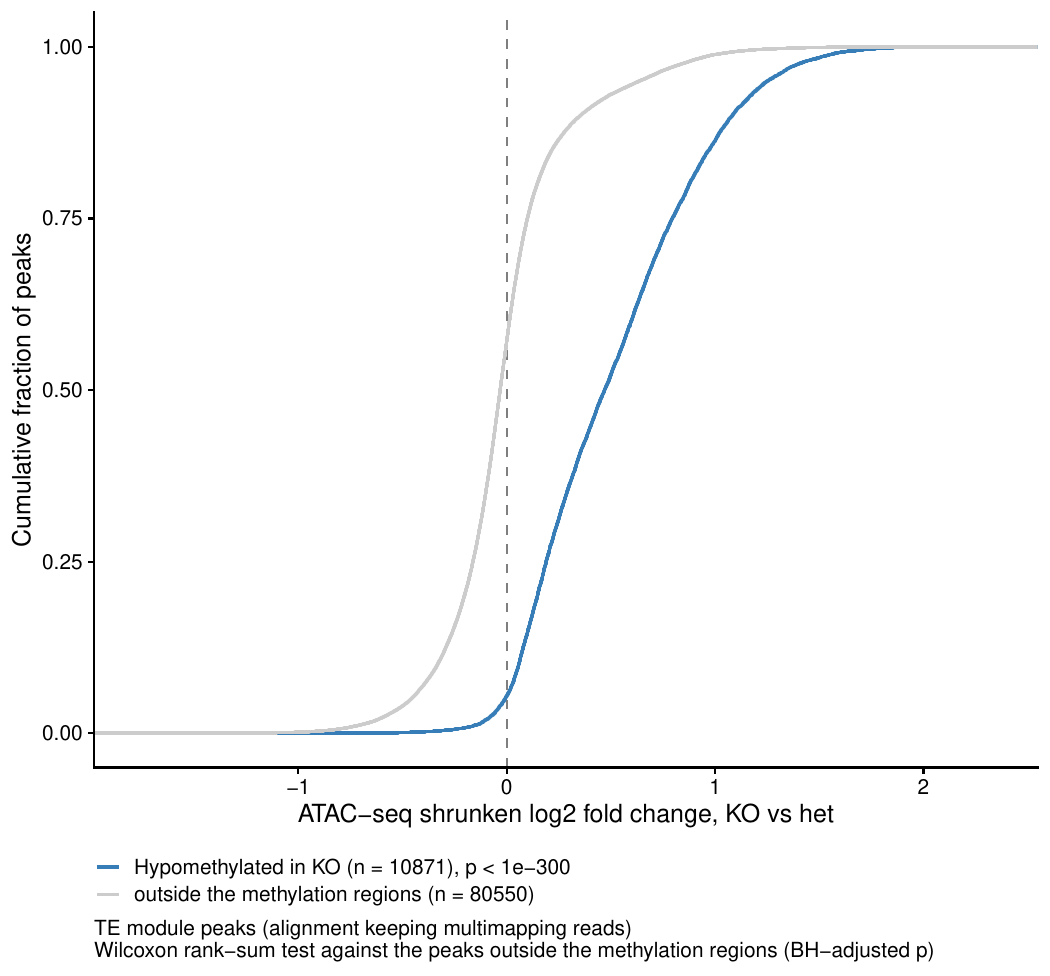 1.00
0.75
0.50
0.25
0.00
Cumulative fraction of peaks
−1
0
1
2
ATAC−seq shrunken log2 fold change, KO vs het
Hypomethylated in KO (n = 10871), p < 1e−300
outside the methylation regions (n = 80550)
TE module peaks (alignment keeping multimapping reads)
Wilcoxon rank−sum test against the peaks outside the methylation regions (BH−adjusted p)